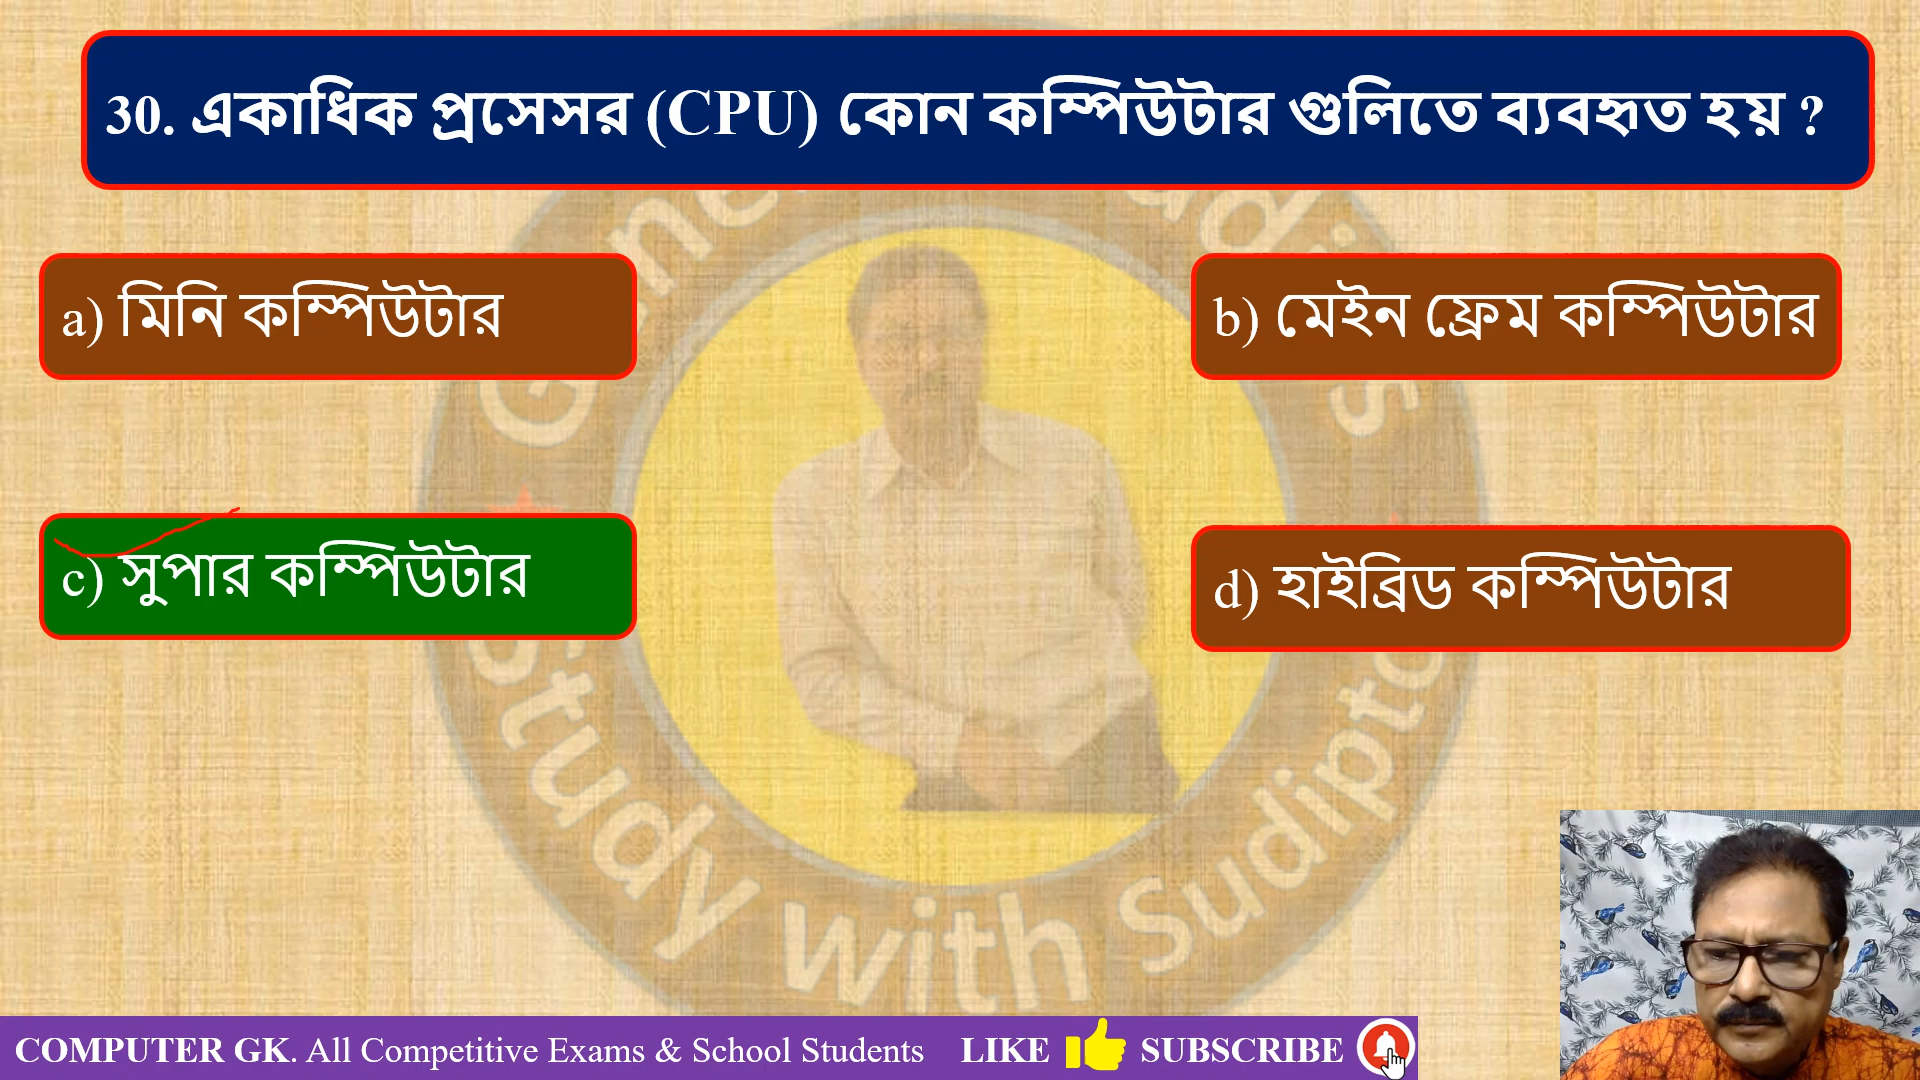 30. একাধিক প্রসেসর (CPU) কোন কম্পিউটার গুলিতে ব্যবহৃত হয় ?
a) মিনি কম্পিউটার
b) মেইন ফ্রেম কম্পিউটার
c) সুপার কম্পিউটার
d) হাইব্রিড কম্পিউটার
Study with Sudipto
COMPUTER GK. All Competitive Exams & School Students LIKE SUBSCRIBE